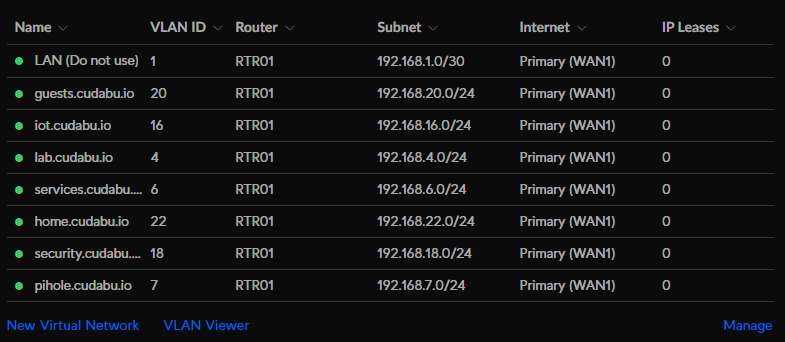 Name VLAN ID Router Subnet Internet IP Leases
LAN (Do not use) 1 RTR01 192.168.1.0/30 Primary (WAN1) 0
guests.cudabu.io 20 RTR01 192.168.20.0/24 Primary (WAN1) 0
iot.cudabu.io 16 RTR01 192.168.16.0/24 Primary (WAN1) 0
lab.cudabu.io 4 RTR01 192.168.4.0/24 Primary (WAN1) 0
services.cudabu.... 6 RTR01 192.168.6.0/24 Primary (WAN1) 0
home.cudabu.io 22 RTR01 192.168.22.0/24 Primary (WAN1) 0
security.cudabu.... 18 RTR01 192.168.18.0/24 Primary (WAN1) 0
pihole.cudabu.io 7 RTR01 192.168.7.0/24 Primary (WAN1) 0
New Virtual Network VLAN Viewer Manage